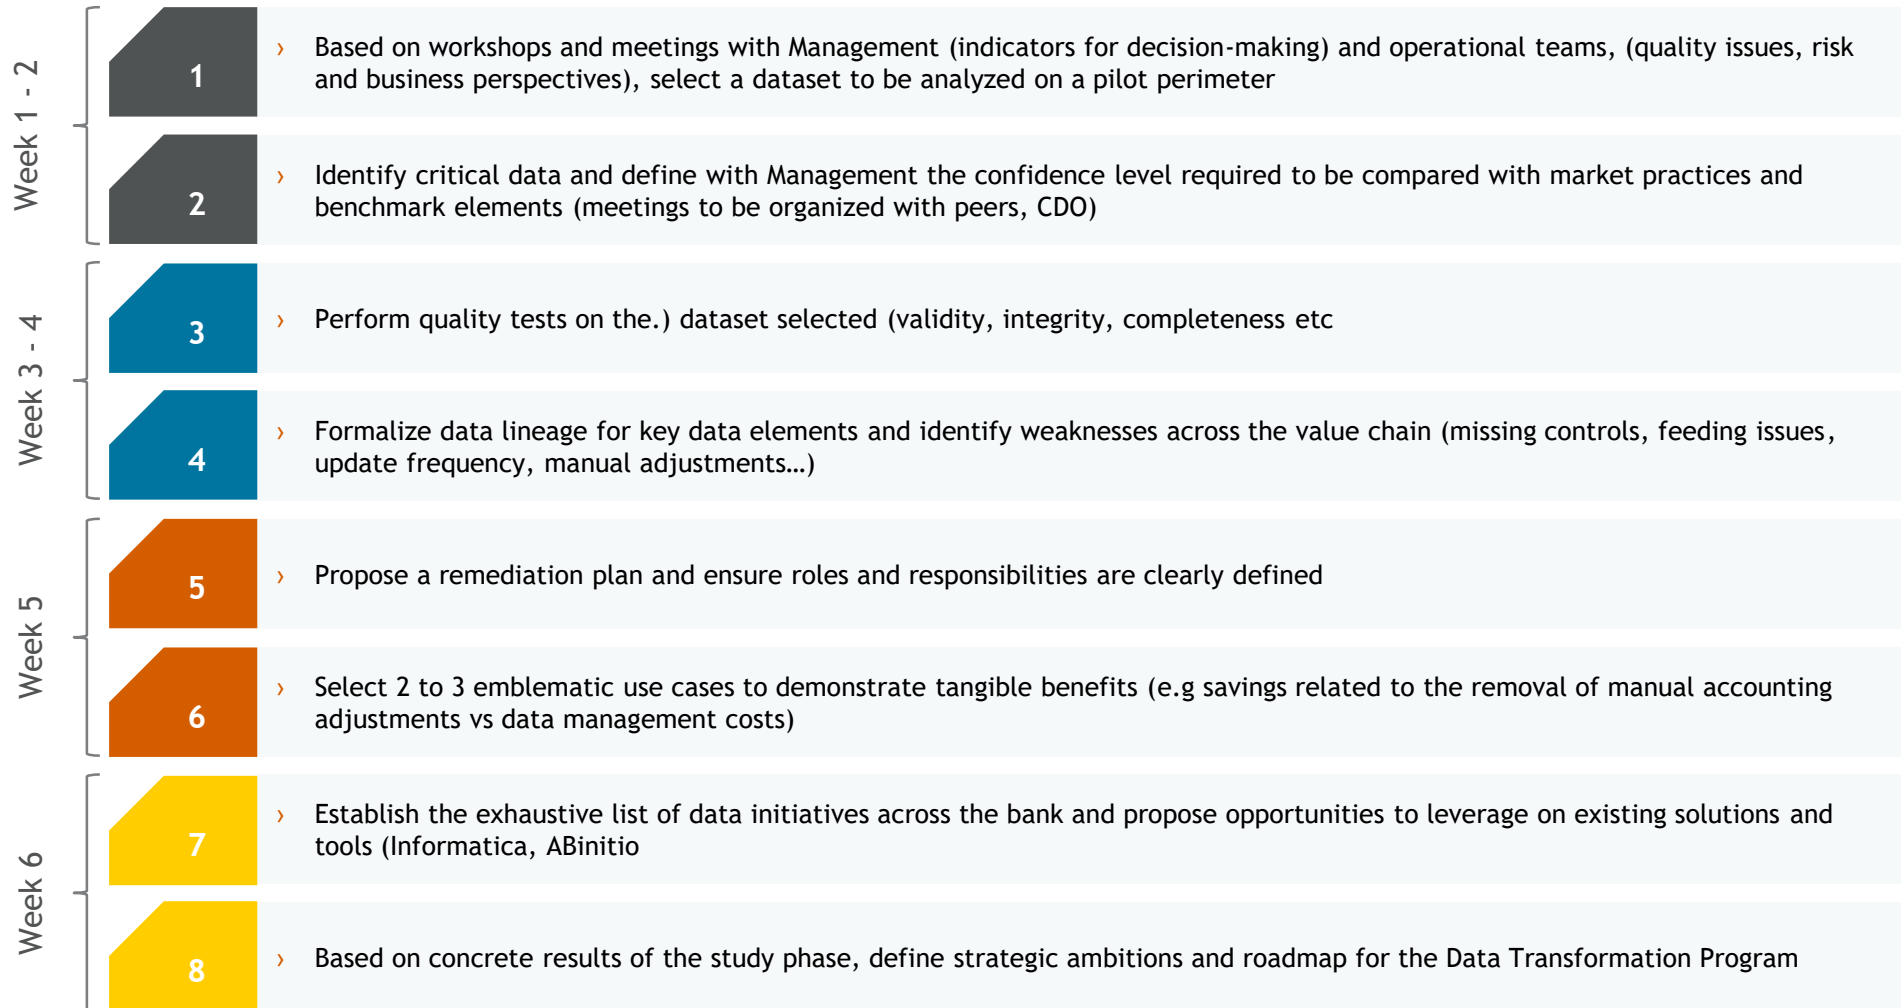 Week 1 - 2
1
› Based on workshops and meetings with Management (indicators for decision-making) and operational teams, (quality issues, risk
and business perspectives), select a dataset to be analyzed on a pilot perimeter
2
› Identify critical data and define with Management the confidence level required to be compared with market practices and
benchmark elements (meetings to be organized with peers, CDO)
Week 3 - 4
3
› Perform quality tests on the.) dataset selected (validity, integrity, completeness etc
4
› Formalize data lineage for key data elements and identify weaknesses across the value chain (missing controls, feeding issues,
update frequency, manual adjustments…)
Week 5
5
› Propose a remediation plan and ensure roles and responsibilities are clearly defined
6
› Select 2 to 3 emblematic use cases to demonstrate tangible benefits (e.g savings related to the removal of manual accounting
adjustments vs data management costs)
Week 6
7
› Establish the exhaustive list of data initiatives across the bank and propose opportunities to leverage on existing solutions and
tools (Informatica, ABinitio
8
› Based on concrete results of the study phase, define strategic ambitions and roadmap for the Data Transformation Program